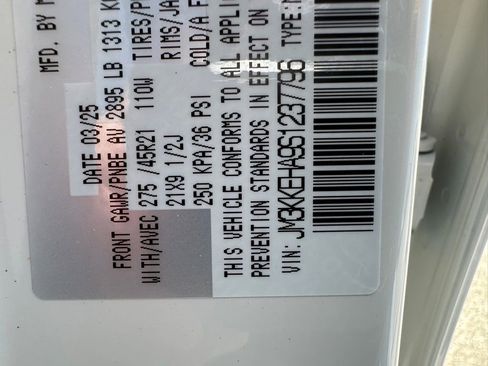 MFD. BY M
DATE 03/25
FRONT GAWR/PNBE AV 2895 LB 1313 K
WITH/AVEC 275 /45R21 110W TIRES/P
21X9 1/2J RIMS/JA
250 KPA/36 PSI COLD/A F
THIS VEHICLE CONFORMS TO ALL APPLI
PREVENTION STANDARDS IN EFFECT ON
VIN: JM3KKEHA9S1237796 TYPE:M